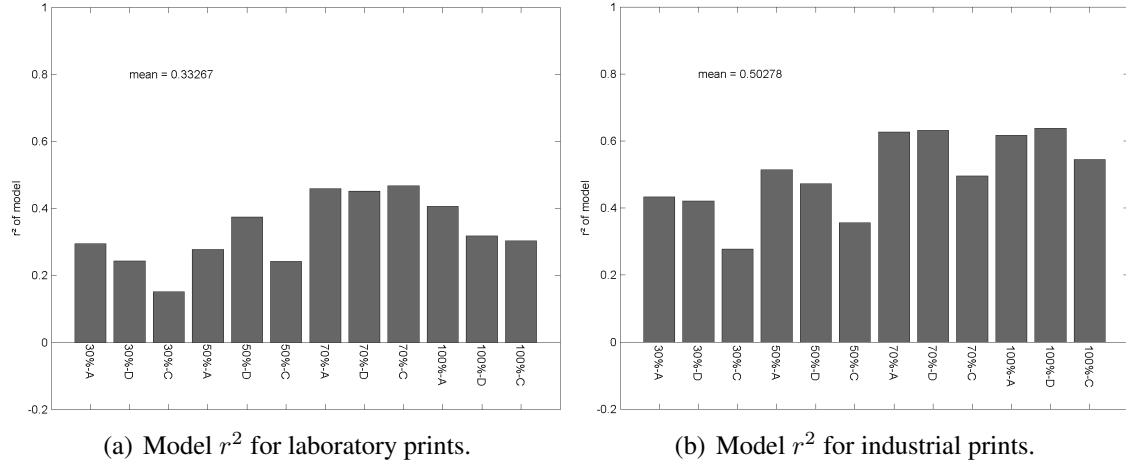 1
0.8
0.6
0.4
0.2
0
-0.2
r² of model
mean = 0.33267
30%-A
30%-D
30%-C
50%-A
50%-D
50%-C
70%-A
70%-D
70%-C
100%-A
100%-D
100%-C
(a) Model r² for laboratory prints.
1
0.8
0.6
0.4
0.2
0
-0.2
r² of model
mean = 0.50278
30%-A
30%-D
30%-C
50%-A
50%-D
50%-C
70%-A
70%-D
70%-C
100%-A
100%-D
100%-C
(b) Model r² for industrial prints.